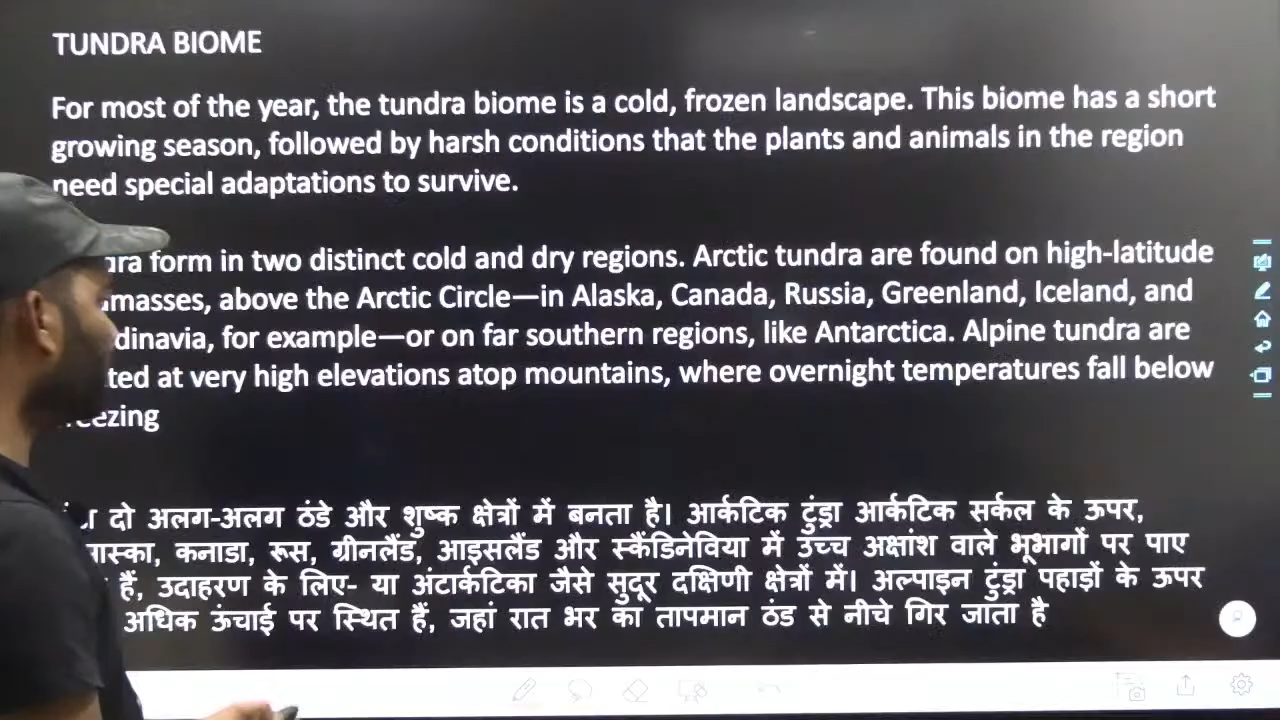 TUNDRA BIOME
For most of the year, the tundra biome is a cold, frozen landscape. This biome has a short
growing season, followed by harsh conditions that the plants and animals in the region
need special adaptations to survive.
form in two distinct cold and dry regions. Arctic tundra are found on high-latitude
above the Arctic Circle—in Alaska, Canada, Russia, Greenland, Iceland, and
for example—or on far southern regions, like Antarctica. Alpine tundra are
at very high elevations atop mountains, where overnight temperatures fall below
दो अलग-अलग ठंडे और शुष्क क्षेत्रों में बनता है। आर्कटिक टुंड्रा आर्कटिक सर्कल के ऊपर,
कनाडा, रूस, ग्रीनलैंड, आइसलैंड और स्कैंडिनेविया में उच्च अक्षांश वाले भूभागों पर पाए
हैं, उदाहरण के लिए- या अंटार्कटिका जैसे सुदूर दक्षिणी क्षेत्रों में। अल्पाइन टुंड्रा पहाड़ों के ऊपर
अधिक ऊंचाई पर स्थित हैं, जहां रात भर का तापमान ठंड से नीचे गिर जाता है